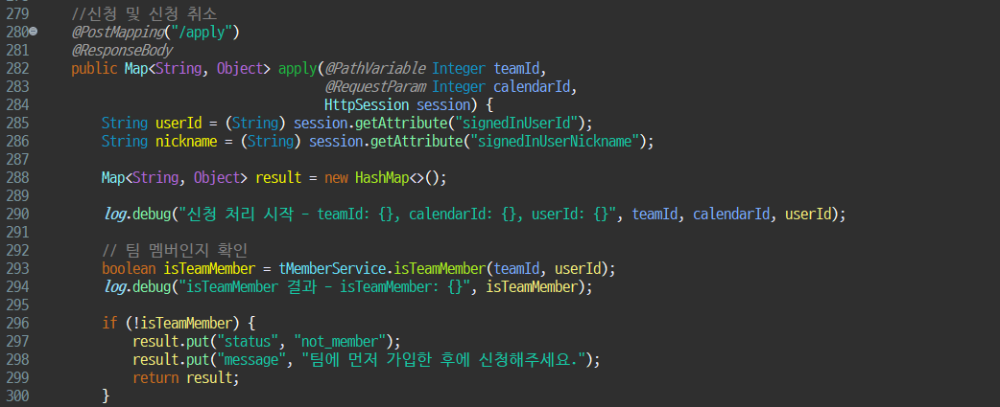 279 //신청 및 신청 취소
280 @PostMapping("/apply")
281 @ResponseBody
282 public Map<String, Object> apply(@PathVariable Integer teamId,
283 @RequestParam Integer calendarId,
284 HttpSession session) {
285 String userId = (String) session.getAttribute("signedInUserId");
286 String nickname = (String) session.getAttribute("signedInUserNickname");
287
288 Map<String, Object> result = new HashMap<>();
289
290 log.debug("신청 처리 시작 - teamId: {}, calendarId: {}, userId: {}", teamId, calendarId, userId);
291
292 // 팀 멤버인지 확인
293 boolean isTeamMember = tMemberService.isTeamMember(teamId, userId);
294 log.debug("isTeamMember 결과 - isTeamMember: {}", isTeamMember);
295
296 if (!isTeamMember) {
297 result.put("status", "not_member");
298 result.put("message", "팀에 먼저 가입한 후에 신청해주세요.");
299 return result;
300 }